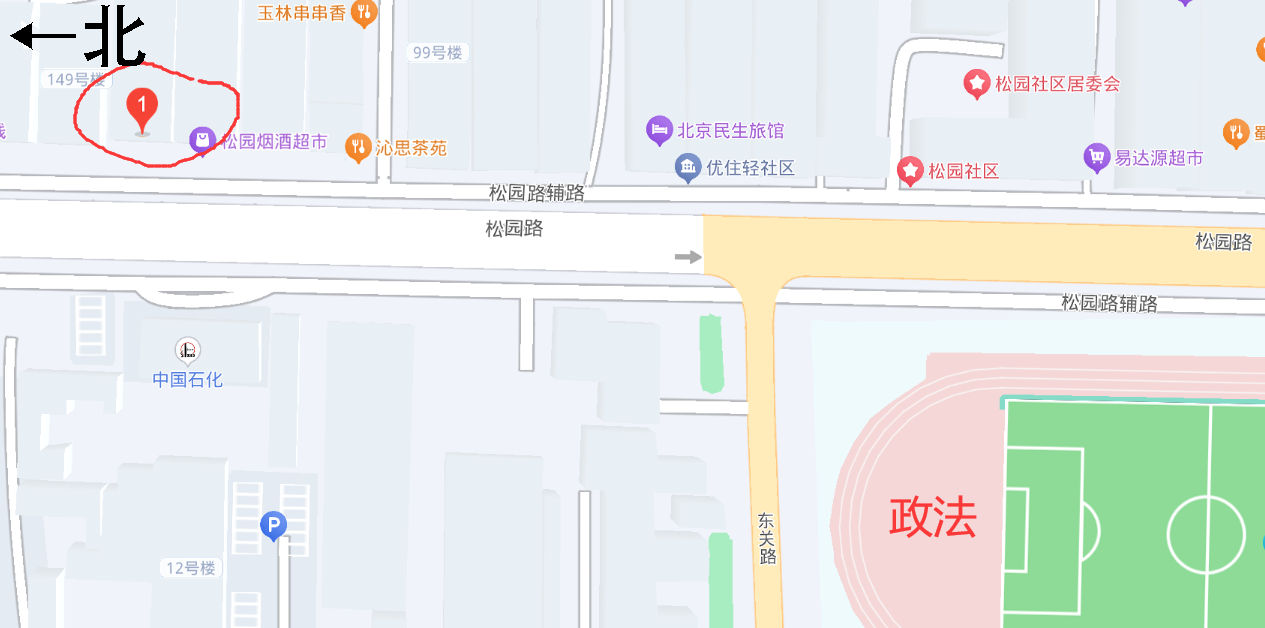 玉林串串香
北
99号楼
149号楼
1
松园社区居委会
北京民生旅馆
松园烟酒超市
沁思茶苑
易达源超市
蜀
优住轻社区
松园社区
松园路辅路
松园路
松园路
松园路辅路
中国石化
政法
P
东关路
12号楼